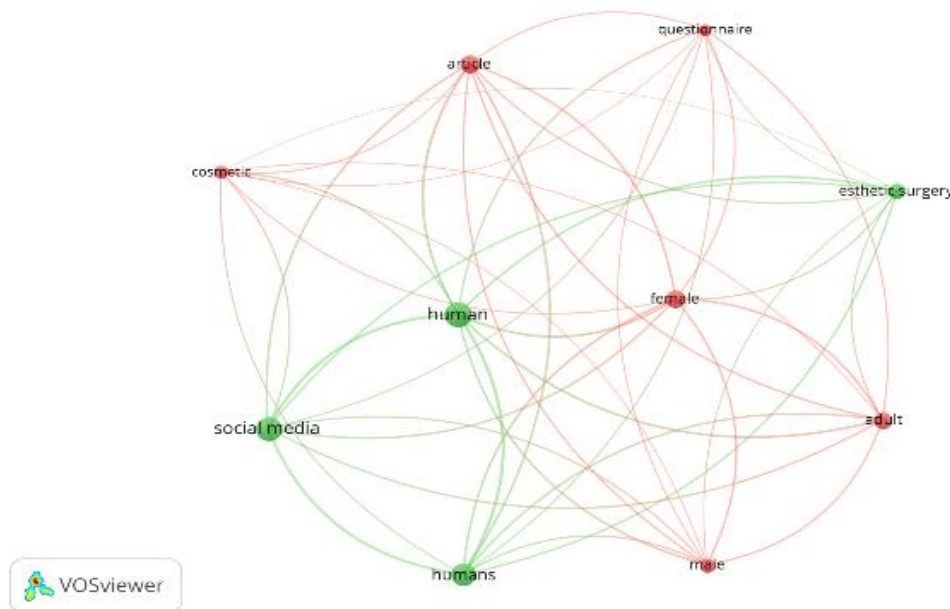 questionnaire
article
cosmetic
esthetic surgery
female
human
adult
social media
male
humans
VOSviewer